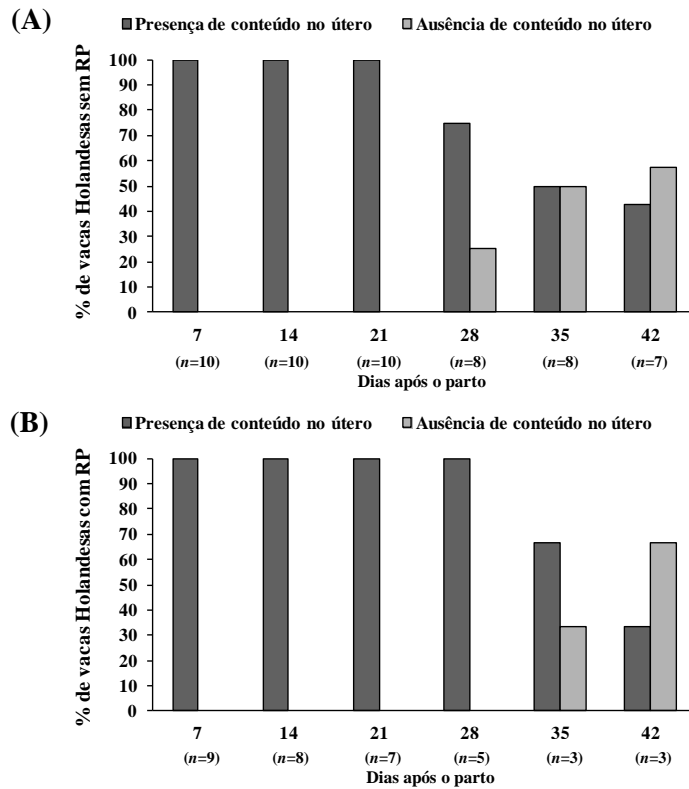 (A)
Presença de conteúdo no útero Ausência de conteúdo no útero
% de vacas Holandesas sem RP
100
90
80
70
60
50
40
30
20
10
0
7 14 21 28 35 42
(n=10) (n=10) (n=10) (n=8) (n=8) (n=7)
Dias após o parto
(B)
Presença de conteúdo no útero Ausência de conteúdo no útero
% de vacas Holandesas com RP
100
90
80
70
60
50
40
30
20
10
0
7 14 21 28 35 42
(n=9) (n=8) (n=7) (n=5) (n=3) (n=3)
Dias após o parto